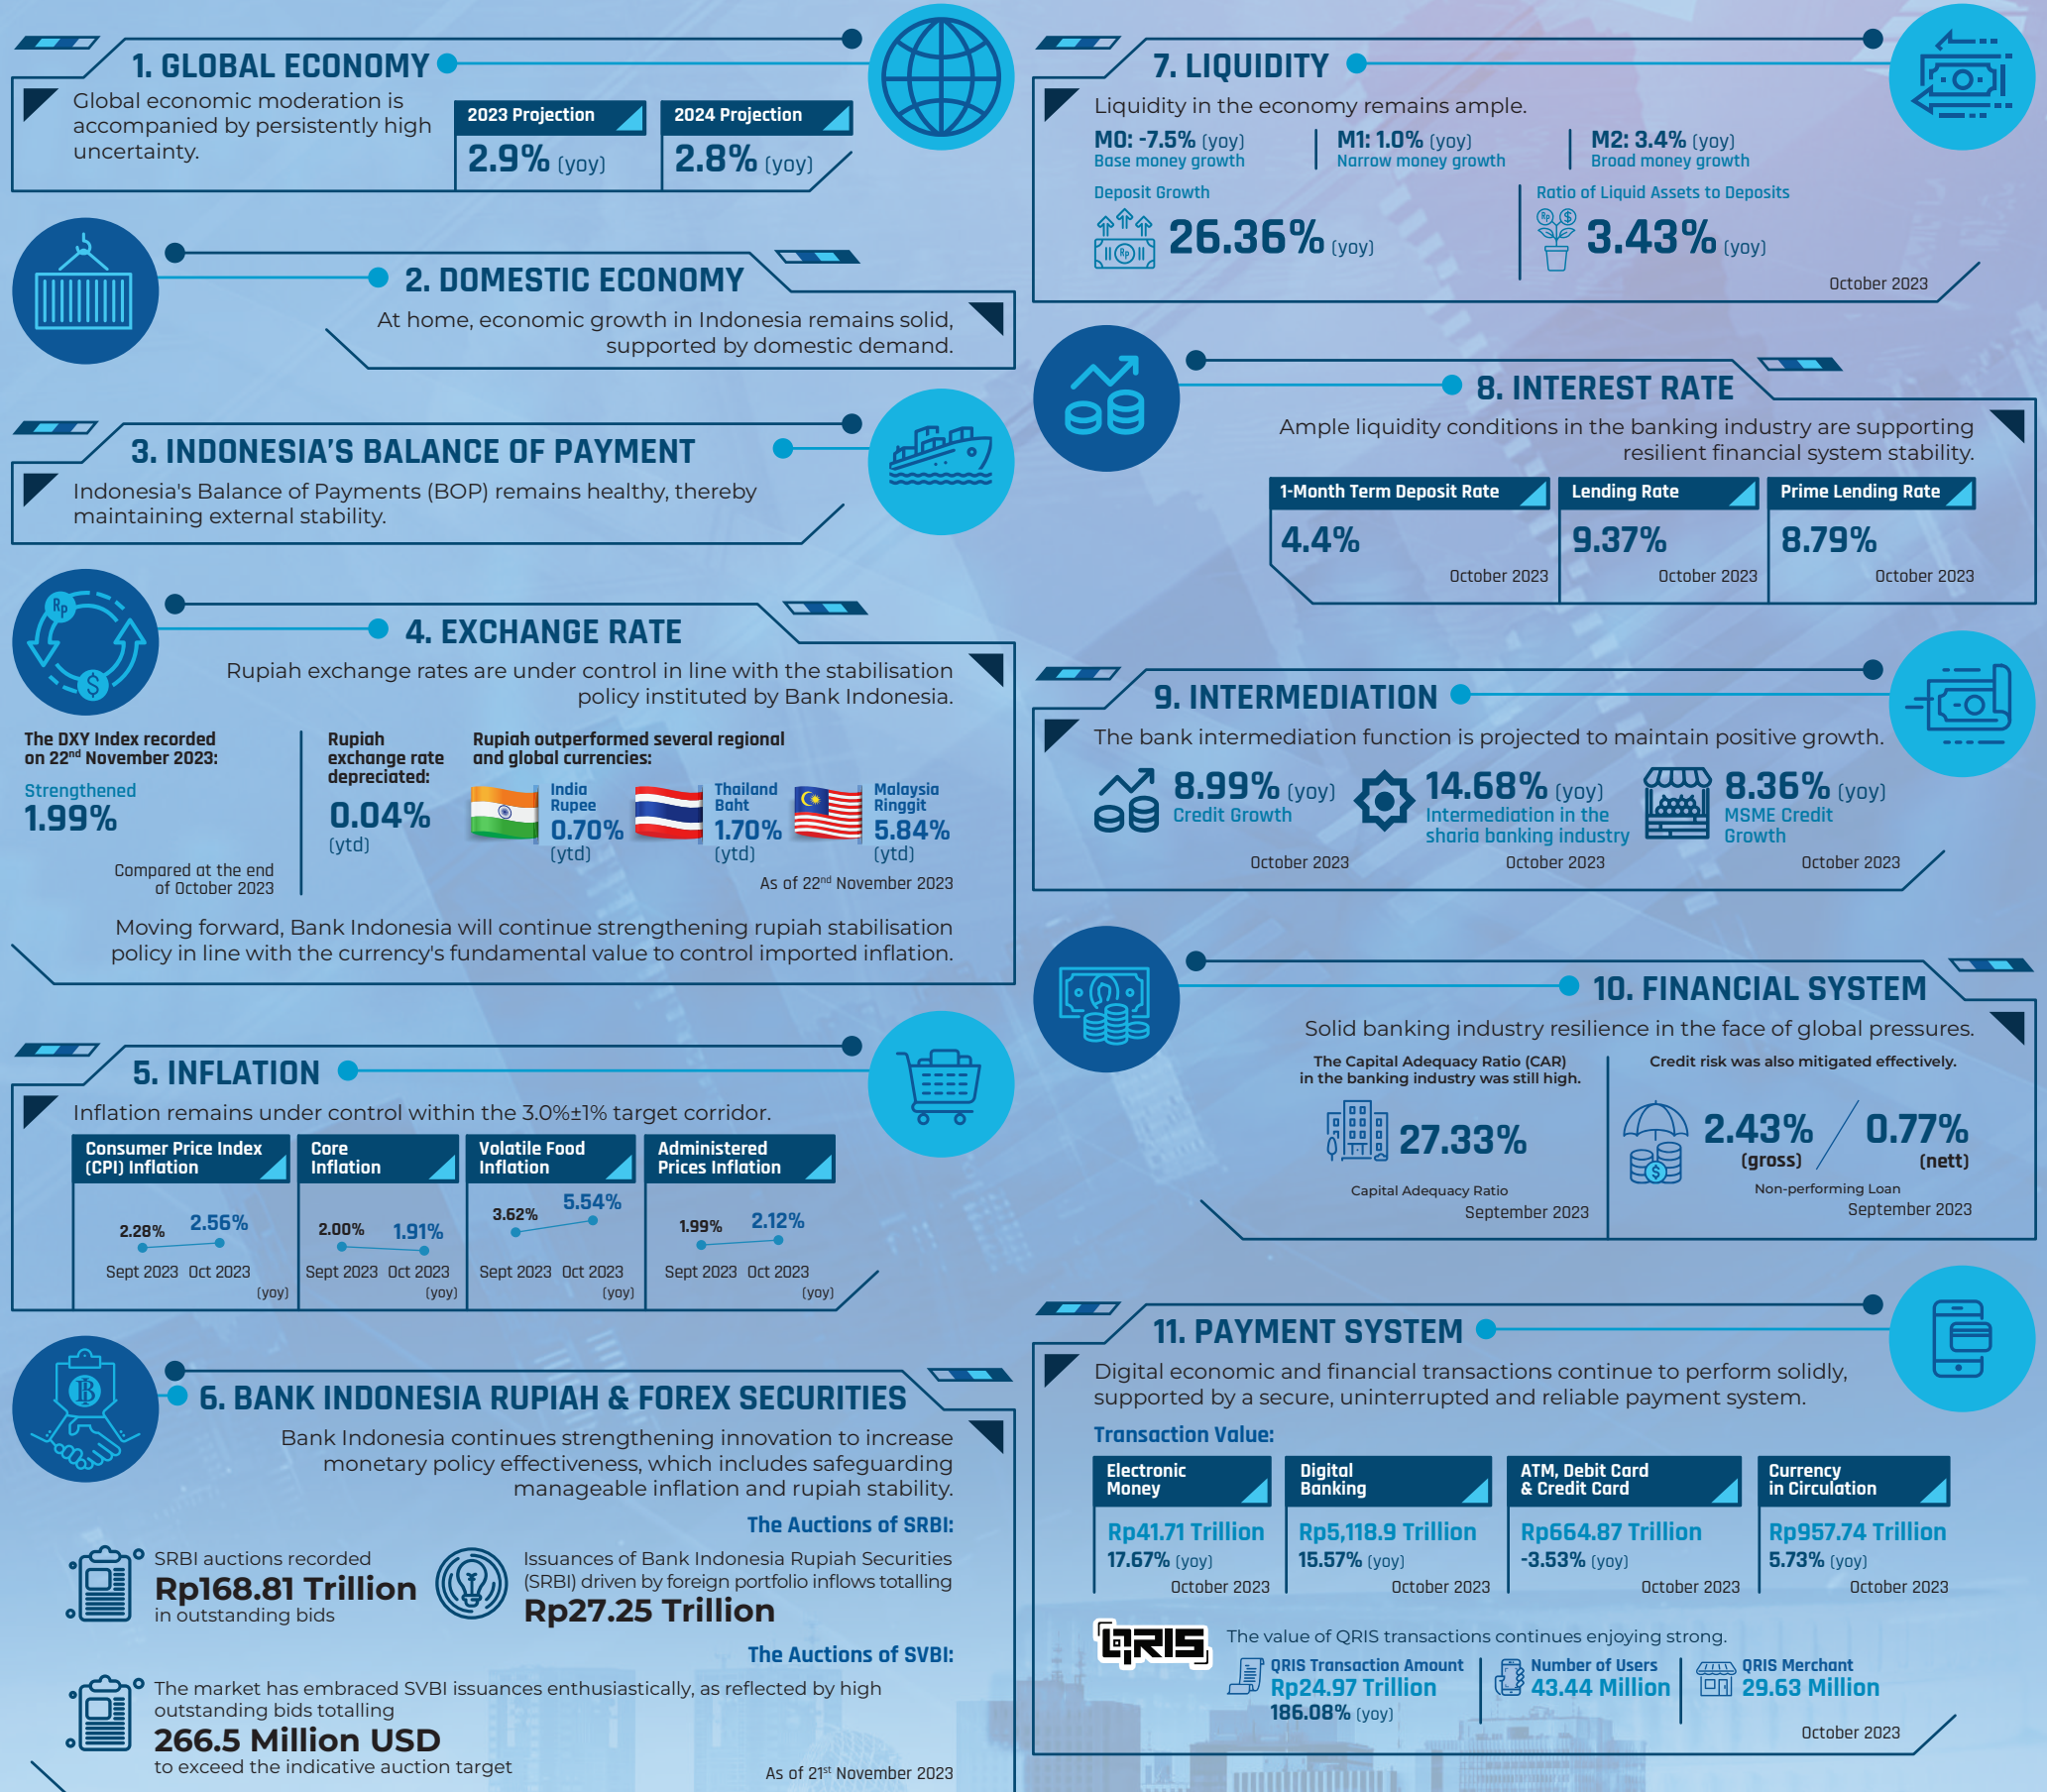 1. GLOBAL ECONOMY
Global economic moderation is
accompanied by persistently high
uncertainty.
2023 Projection
2.9% (yoy)
2024 Projection
2.8% (yoy)
2. DOMESTIC ECONOMY
At home, economic growth in Indonesia remains solid,
supported by domestic demand.
3. INDONESIA'S BALANCE OF PAYMENT
Indonesia's Balance of Payments (BOP) remains healthy, thereby
maintaining external stability.
Rp
$
4. EXCHANGE RATE
Rupiah exchange rates are under control in line with the stabilisation
policy instituted by Bank Indonesia.
The DXY Index recorded
on 22nd November 2023:
Strengthened
1.99%
Compared at the end
of October 2023
Rupiah
exchange rate
depreciated:
0.04%
(ytd)
Rupiah outperformed several regional
and global currencies:
India
Rupee
0.70%
(ytd)
Thailand
Baht
1.70%
(ytd)
Malaysia
Ringgit
5.84%
(ytd)
As of 22nd November 2023
Moving forward, Bank Indonesia will continue strengthening rupiah stabilisation
policy in line with the currency's fundamental value to control imported inflation.
5. INFLATION
Inflation remains under control within the 3.0%±1% target corridor.
Consumer Price Index
(CPI) Inflation
2.28% 2.56%
Sept 2023 Oct 2023
(yoy)
Core
Inflation
2.00% 1.91%
Sept 2023 Oct 2023
(yoy)
Volatile Food
Inflation
3.62% 5.54%
Sept 2023 Oct 2023
(yoy)
Administered
Prices Inflation
1.99% 2.12%
Sept 2023 Oct 2023
(yoy)
6. BANK INDONESIA RUPIAH & FOREX SECURITIES
Bank Indonesia continues strengthening innovation to increase
monetary policy effectiveness, which includes safeguarding
manageable inflation and rupiah stability.
The Auctions of SRBI:
SRBI auctions recorded
Rp168.81 Trillion
in outstanding bids
Issuances of Bank Indonesia Rupiah Securities
(SRBI) driven by foreign portfolio inflows totalling
Rp27.25 Trillion
The Auctions of SVBI:
The market has embraced SVBI issuances enthusiastically, as reflected by high
outstanding bids totalling
266.5 Million USD
to exceed the indicative auction target
As of 21st November 2023
7. LIQUIDITY
Liquidity in the economy remains ample.
M0: -7.5% (yoy)
Base money growth
M1: 1.0% (yoy)
Narrow money growth
M2: 3.4% (yoy)
Broad money growth
Deposit Growth
Rp
26.36% (yoy)
Ratio of Liquid Assets to Deposits
Rp $
3.43% (yoy)
October 2023
8. INTEREST RATE
Ample liquidity conditions in the banking industry are supporting
resilient financial system stability.
1-Month Term Deposit Rate
4.4%
October 2023
Lending Rate
9.37%
October 2023
Prime Lending Rate
8.79%
October 2023
9. INTERMEDIATION
The bank intermediation function is projected to maintain positive growth.
8.99% (yoy)
Credit Growth
October 2023
14.68% (yoy)
Intermediation in the
sharia banking industry
October 2023
8.36% (yoy)
MSME Credit
Growth
October 2023
10. FINANCIAL SYSTEM
Solid banking industry resilience in the face of global pressures.
The Capital Adequacy Ratio (CAR)
in the banking industry was still high.
27.33%
Capital Adequacy Ratio
September 2023
Credit risk was also mitigated effectively.
$
2.43%
(gross)
0.77%
(nett)
Non-performing Loan
September 2023
11. PAYMENT SYSTEM
Digital economic and financial transactions continue to perform solidly,
supported by a secure, uninterrupted and reliable payment system.
Transaction Value:
Electronic
Money
Rp41.71 Trillion
17.67% (yoy)
October 2023
Digital
Banking
Rp5,118.9 Trillion
15.57% (yoy)
October 2023
ATM, Debit Card
& Credit Card
Rp664.87 Trillion
-3.53% (yoy)
October 2023
Currency
in Circulation
Rp957.74 Trillion
5.73% (yoy)
October 2023
QRIS
The value of QRIS transactions continues enjoying strong.
QRIS Transaction Amount
Rp24.97 Trillion
186.08% (yoy)
Number of Users
43.44 Million
QRIS Merchant
29.63 Million
October 2023